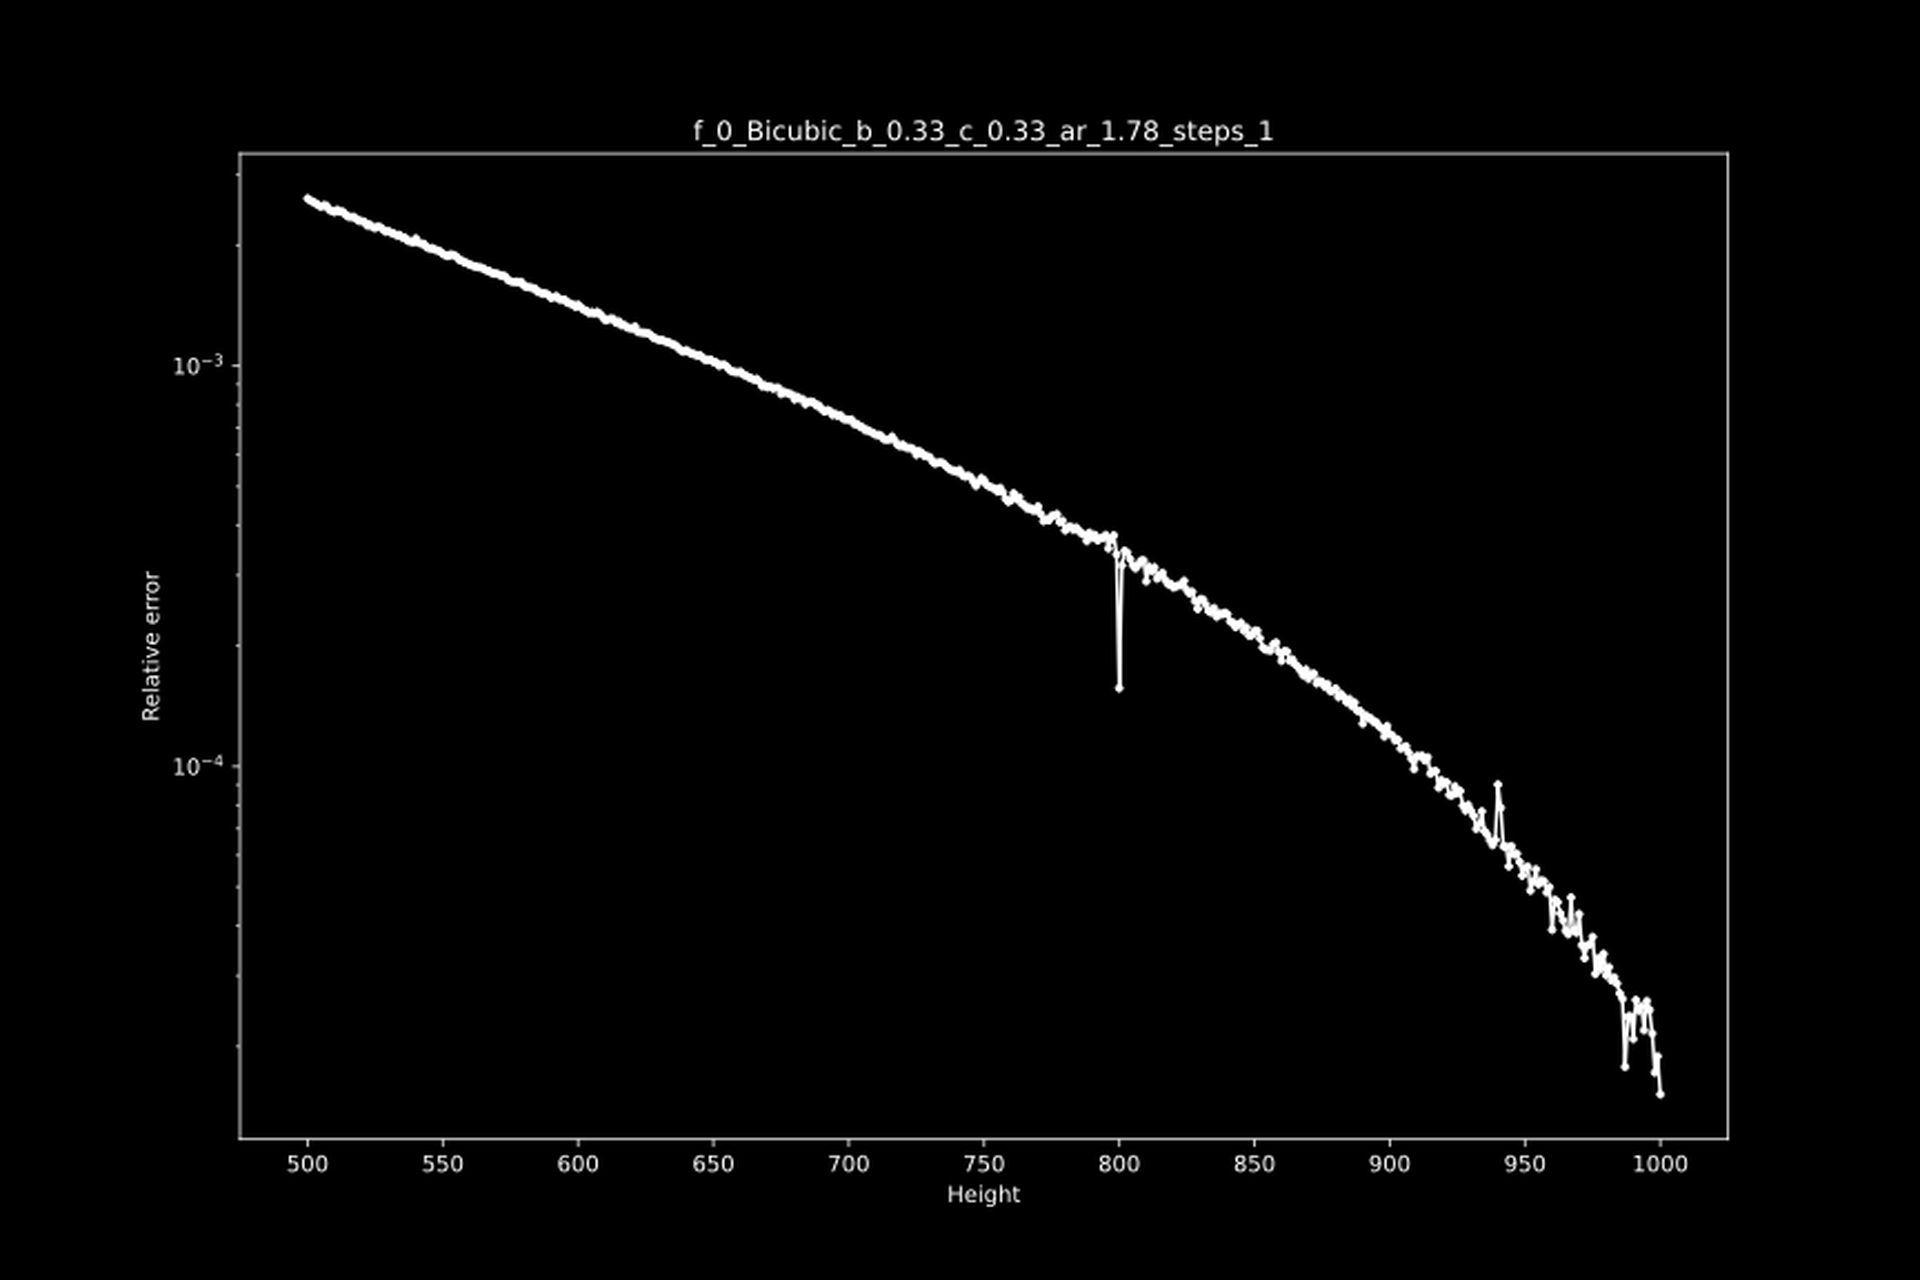 f_0_Bicubic_b_0.33_c_0.33_ar_1.78_steps_1
Relative error
10⁻³
10⁻⁴
500 550 600 650 700 750 800 850 900 950 1000
Height